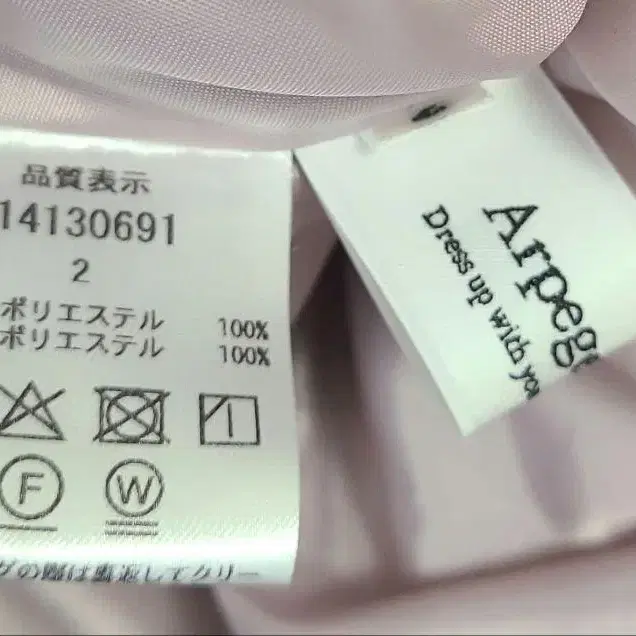 品質表示
14130691
2
ポリエステル 100%
ポリエステル 100%
F W
Arpeg
Dress up with yo